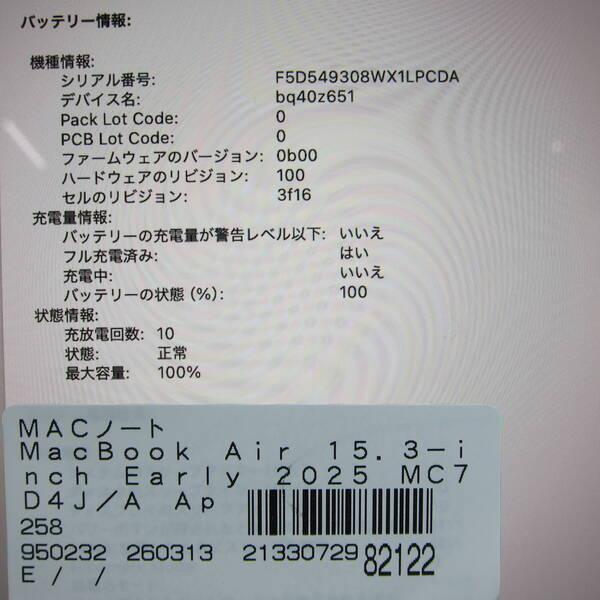 バッテリー情報:
機種情報:
シリアル番号: F5D549308WX1LPCDA
デバイス名: bq40z651
Pack Lot Code: 0
PCB Lot Code: 0
ファームウェアのバージョン: 0b00
ハードウェアのリビジョン: 100
セルのリビジョン: 3f16
充電量情報:
バッテリーの充電量が警告レベル以下: いいえ
フル充電済み: はい
充電中: いいえ
バッテリーの状態 (%): 100
状態情報:
充放電回数: 10
状態: 正常
最大容量: 100%
MACノート
MacBook Air 15.3-i
nch Early 2025 MC7
D4J/A Ap
258
950232 260313 21330729 82122
E / /